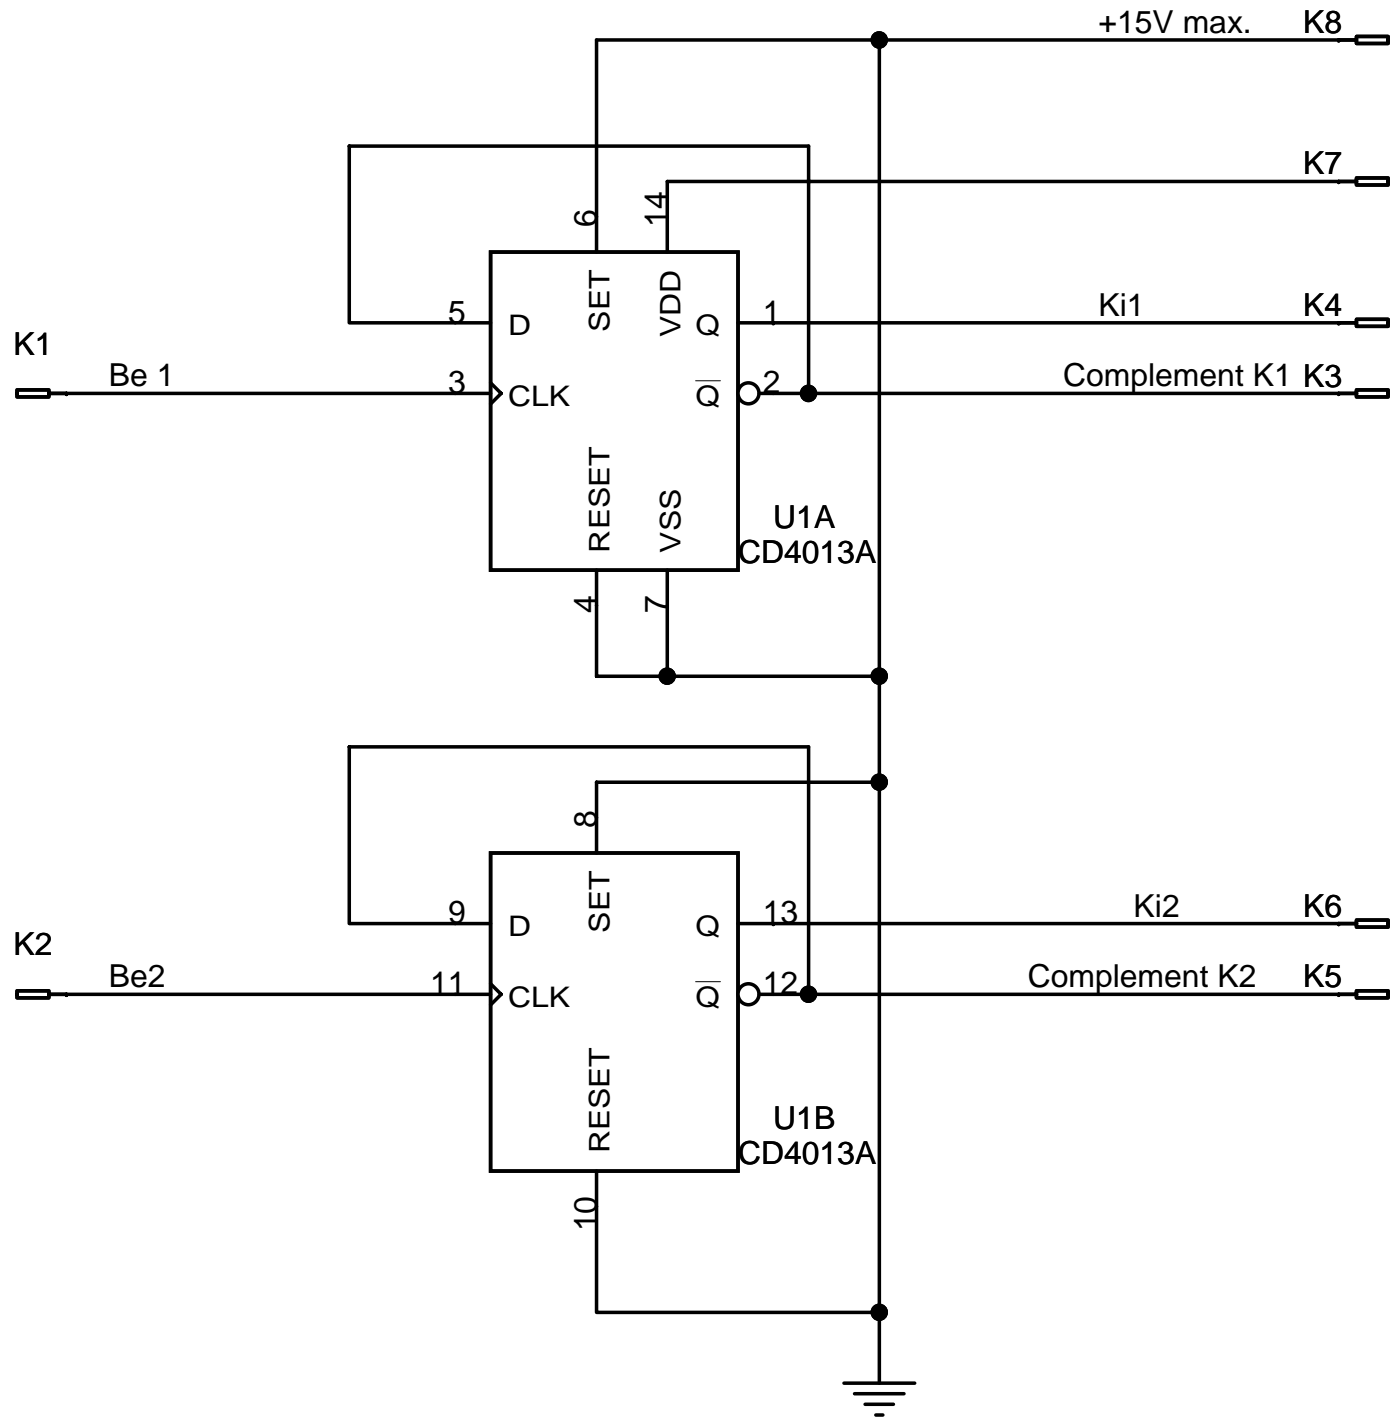 +15V max. K8
K7
6
14
SET
VDD
5 D
Q 1 Ki1 K4
K1
Be 1 3 CLK
Q 2 Complement K1 K3
RESET
VSS
U1A
CD4013A
4
7
8
SET
9 D
Q 13 Ki2 K6
K2
Be2 11 CLK
Q 12 Complement K2 K5
RESET
U1B
CD4013A
10